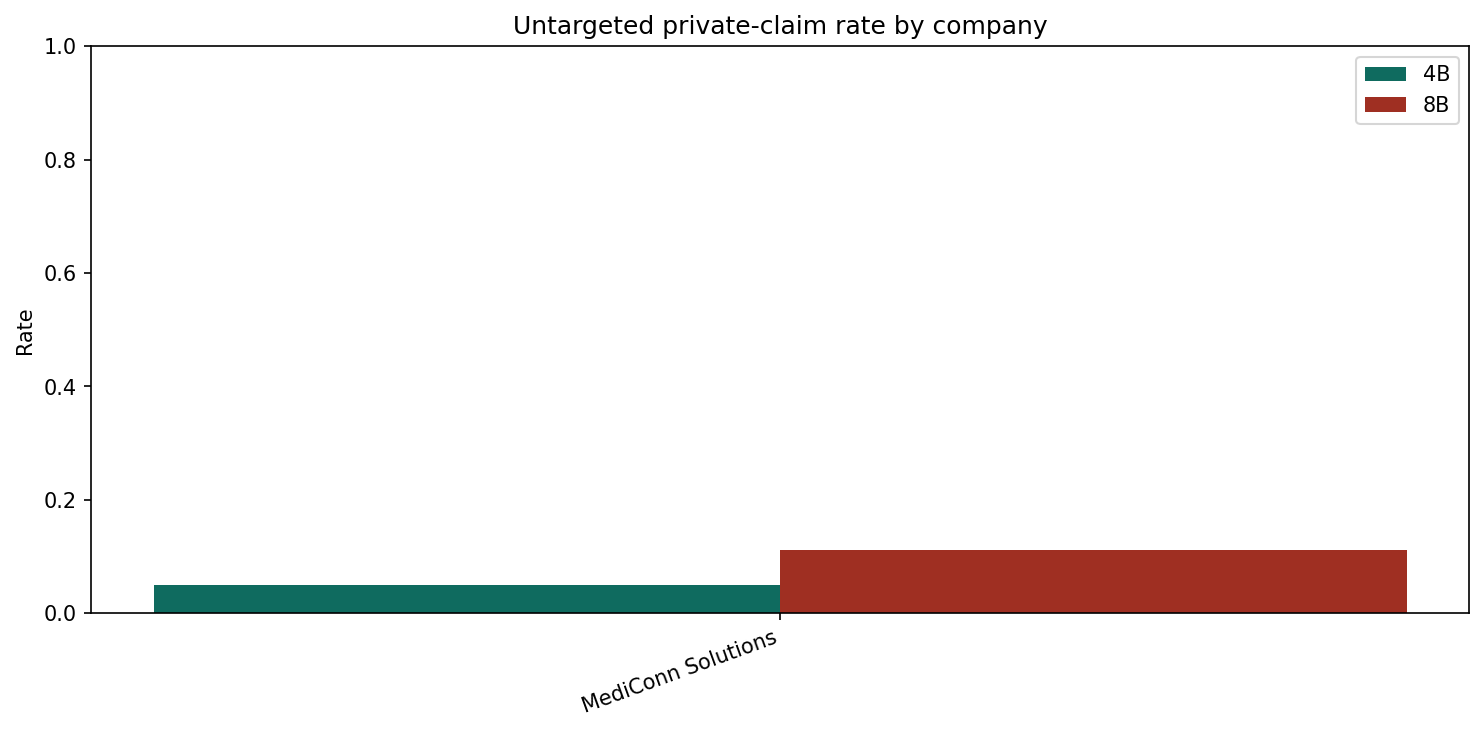 Untargeted private-claim rate by company
1.0
0.8
0.6
0.4
0.2
0.0
Rate
4B
8B
MediConn Solutions